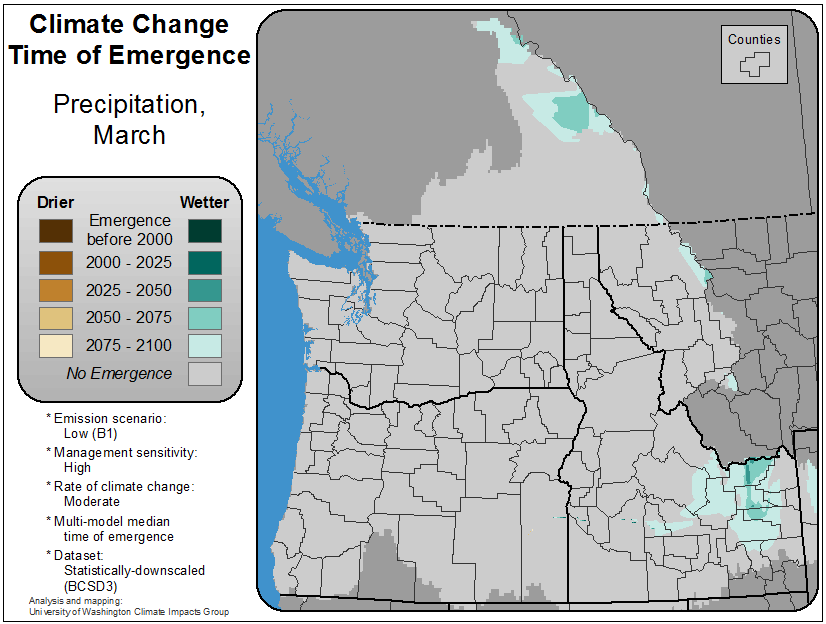 Climate Change
Time of Emergence
Precipitation,
March
Counties
Drier
Wetter
Emergence
before 2000
2000 - 2025
2025 - 2050
2050 - 2075
2075 - 2100
No Emergence
* Emission scenario:
Low (B1)
* Management sensitivity:
High
* Rate of climate change:
Moderate
* Multi-model median
time of emergence
* Dataset:
Statistically-downscaled
(BCSD3)
Analysis and mapping:
University of Washington Climate Impacts Group